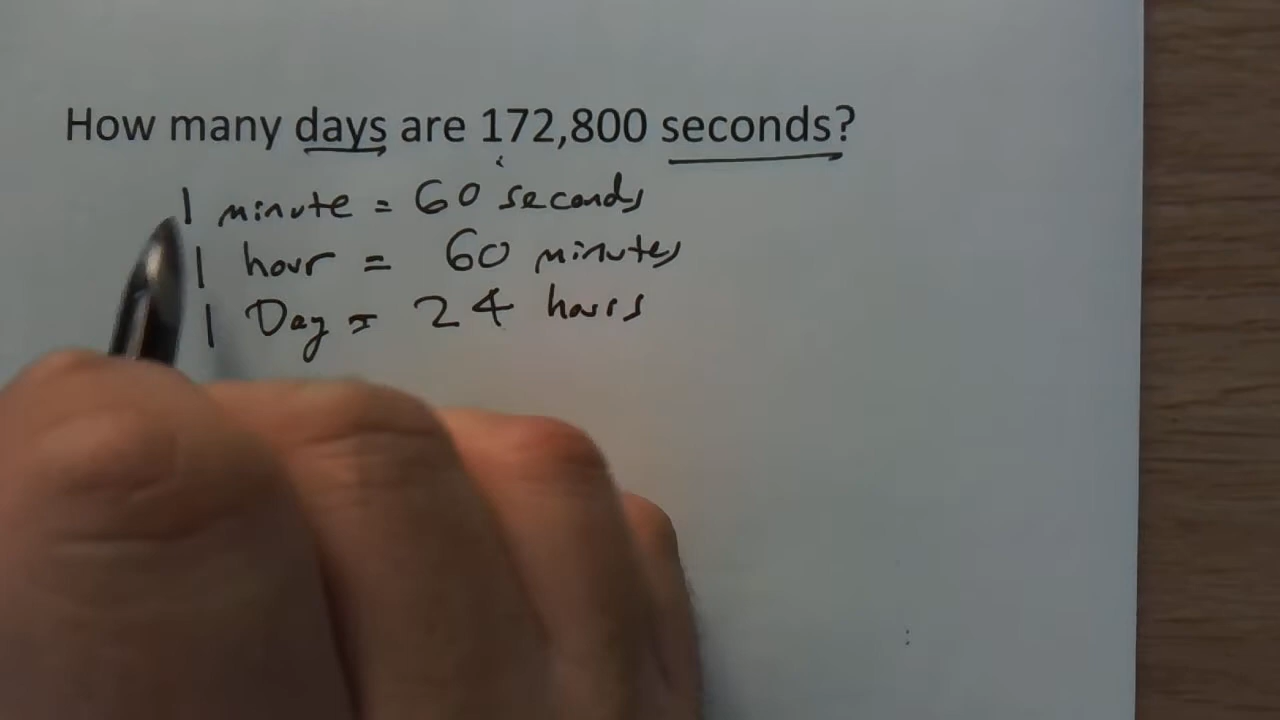 How many days are 172,800 seconds?
1 minute = 60 seconds
1 hour = 60 minutes
1 Day = 24 hours